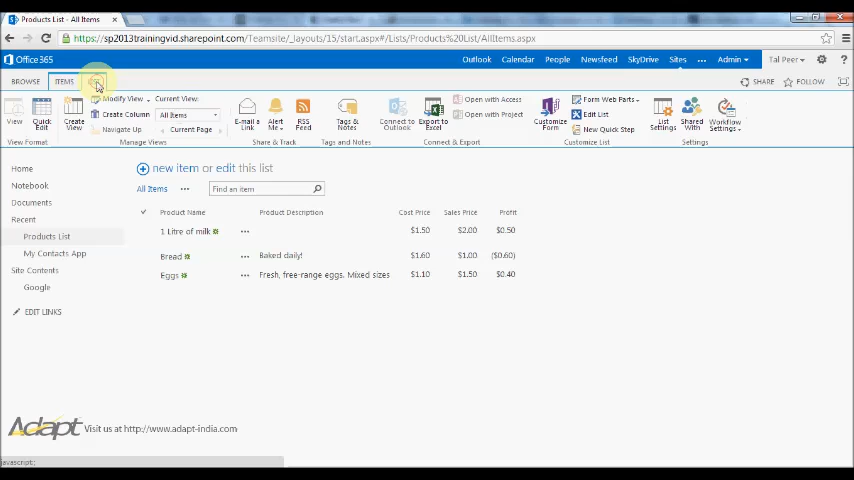 Products List - All Items
https://sp2013trainingvid.sharepoint.com/Teamsite/_layouts/15/start.aspx#/Lists/Products%20List/AllItems.aspx
Office 365 Outlook Calendar People Newsfeed SkyDrive Sites ... Admin Tal Peer ?
BROWSE ITEMS SHARE FOLLOW
View
Quick Edit
Create View
Modify View
Create Column
Navigate Up
Current View:
All Items
Current Page
E-mail a Link
Alert Me
RSS Feed
Tags & Notes
Connect to Outlook
Export to Excel
Open with Access
Open with Project
Customize Form
Form Web Parts
Edit List
New Quick Step
List Settings
Shared With
Workflow Settings
View Format Manage Views Share & Track Tags and Notes Connect & Export Customize List Settings
Home
Notebook
Documents
Recent
Products List
My Contacts App
Site Contents
Google
EDIT LINKS
new item or edit this list
All Items ... Find an item
Product Name Product Description Cost Price Sales Price Profit
1 Litre of milk ... $1.50 $2.00 $0.50
Bread ... Baked daily! $1.60 $1.00 ($0.60)
Eggs ... Fresh, free-range eggs. Mixed sizes $1.10 $1.50 $0.40
Adapt Visit us at http://www.adapt-india.com
javascript:;